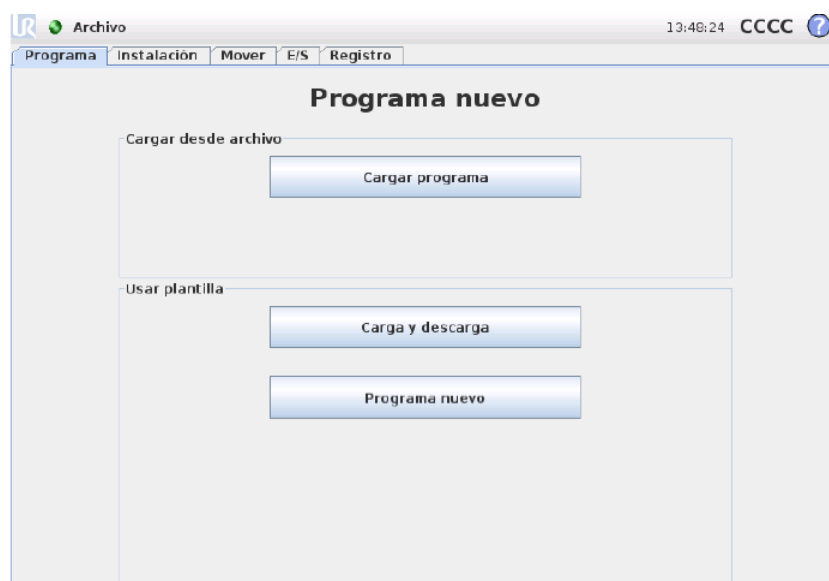 UR Archivo 13:48:24 CCCC ?
Programa Instalación Mover E/S Registro
Programa nuevo
Cargar desde archivo
Cargar programa
Usar plantilla
Carga y descarga
Programa nuevo